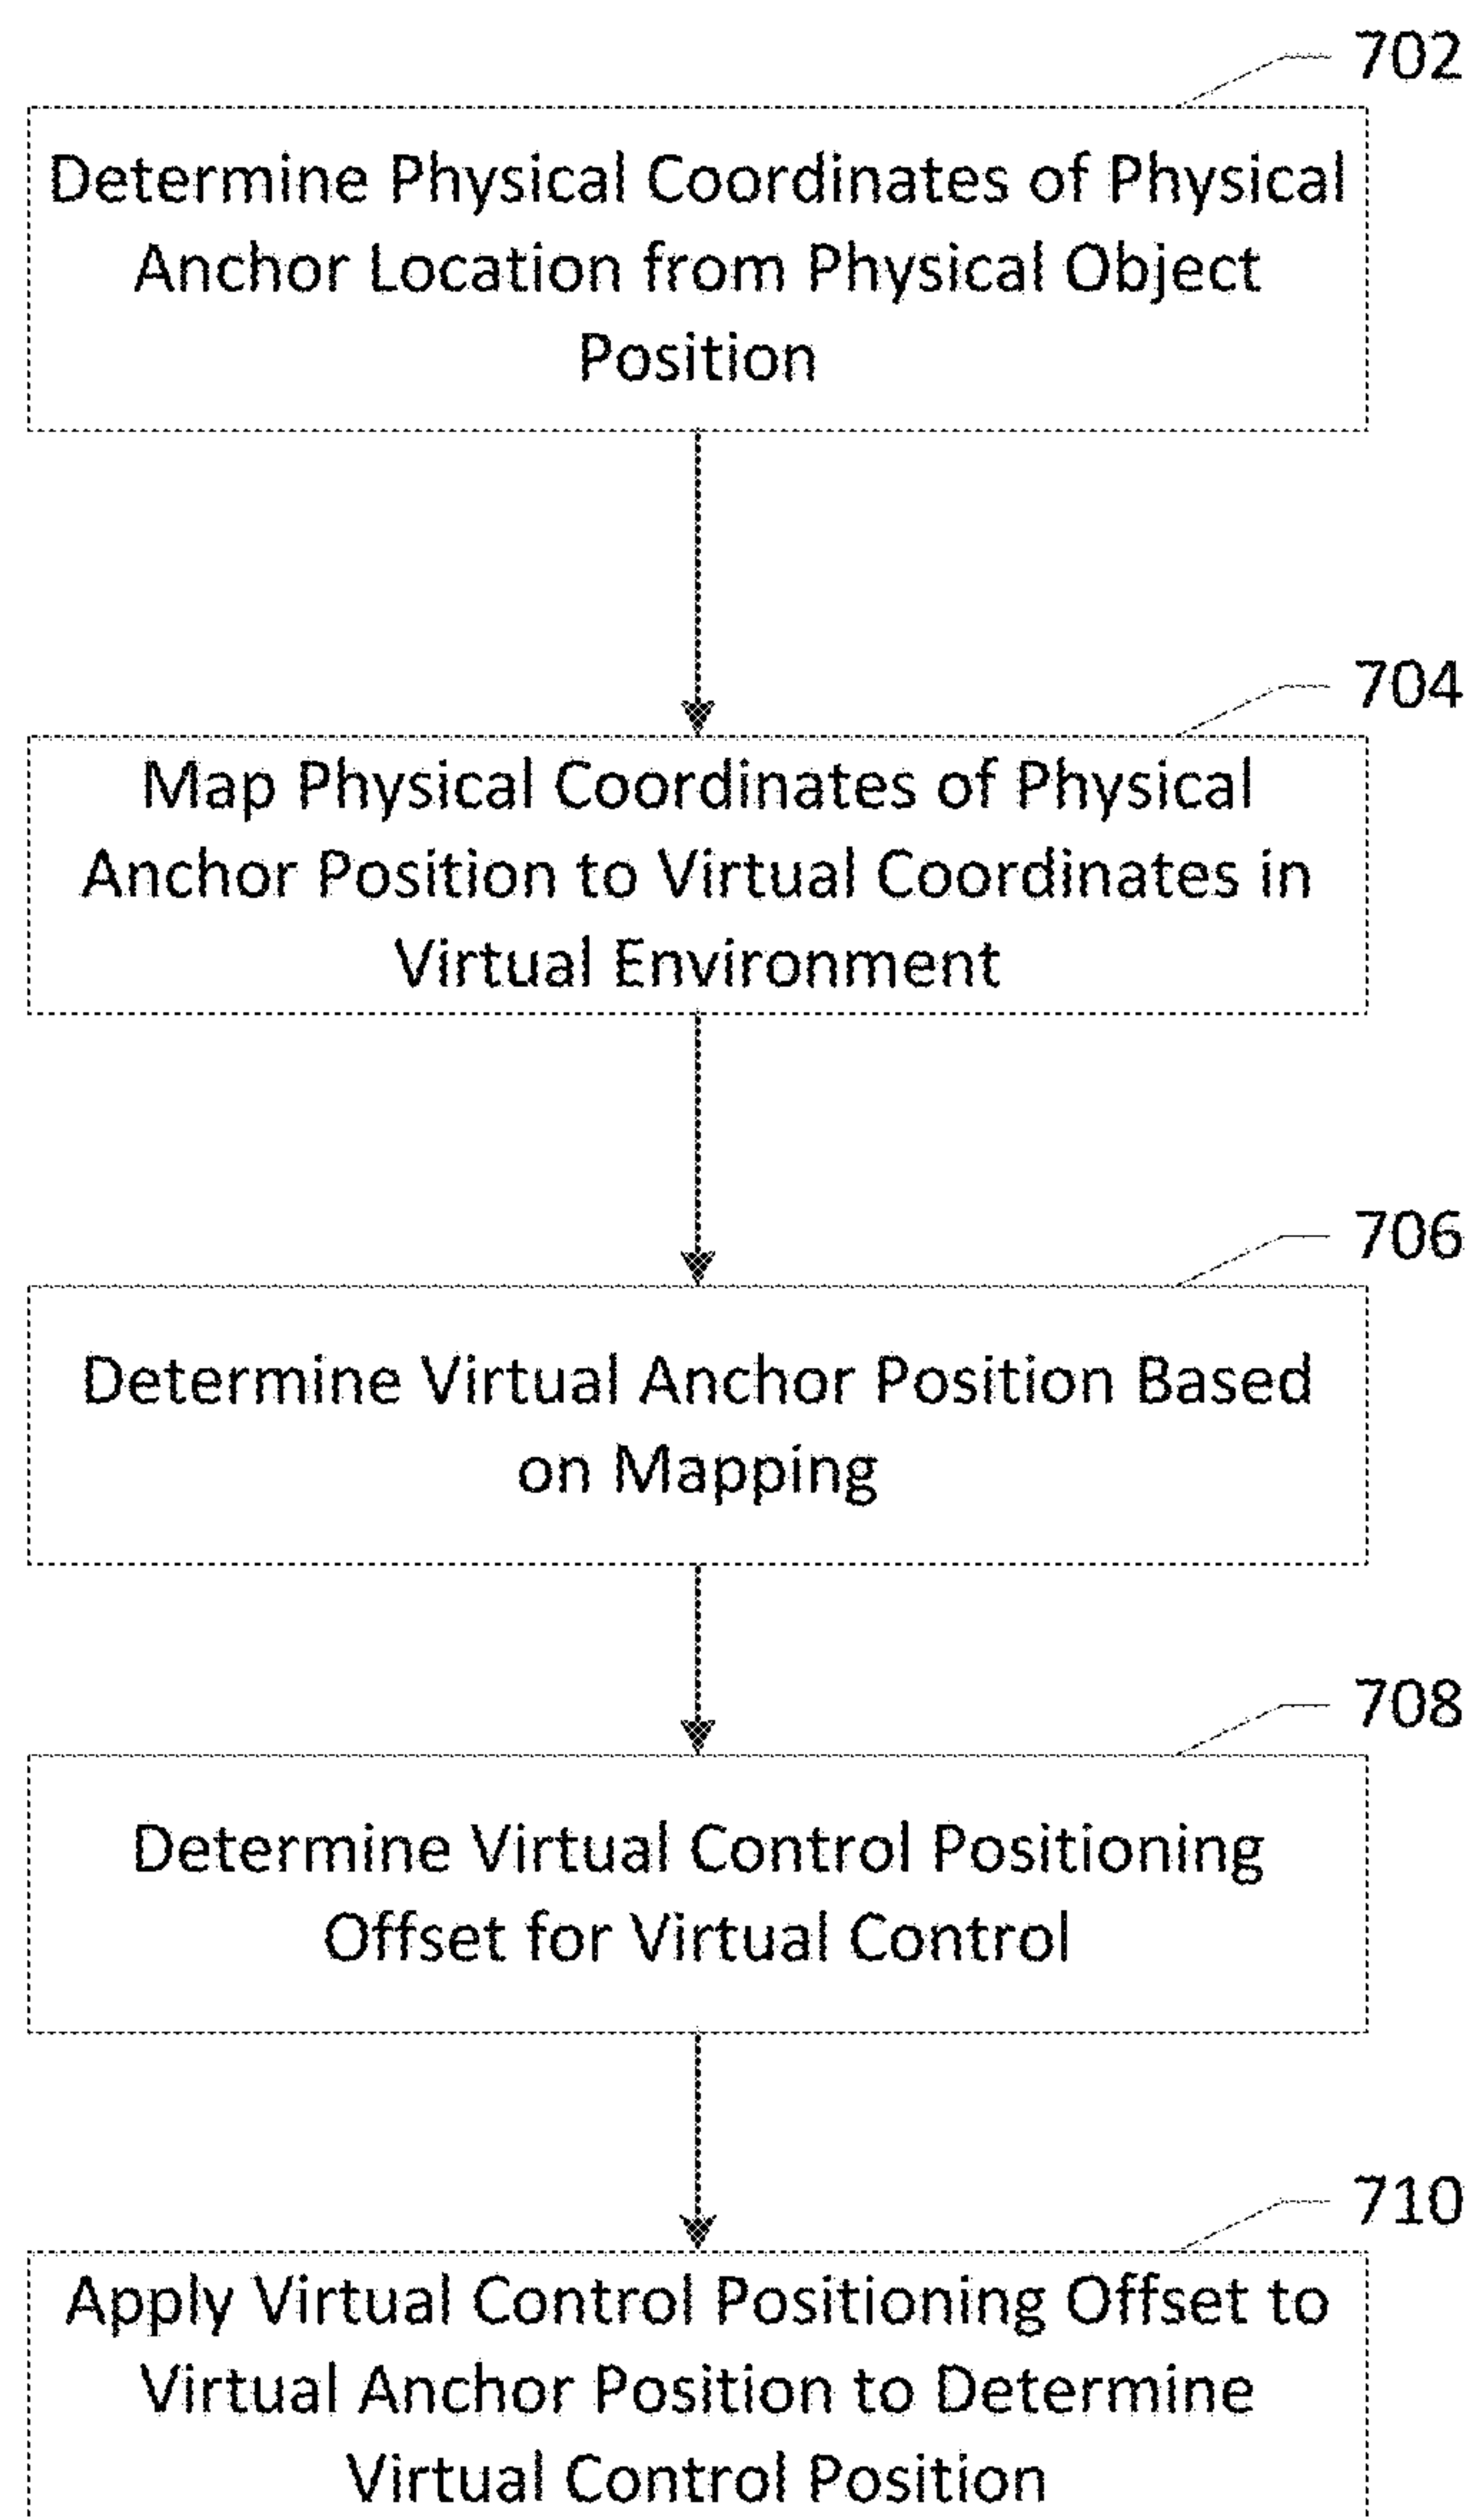 702
Determine Physical Coordinates of Physical
Anchor Location from Physical Object
Position
704
Map Physical Coordinates of Physical
Anchor Position to Virtual Coordinates in
Virtual Environment
706
Determine Virtual Anchor Position Based
on Mapping
708
Determine Virtual Control Positioning
Offset for Virtual Control
710
Apply Virtual Control Positioning Offset to
Virtual Anchor Position to Determine
Virtual Control Position